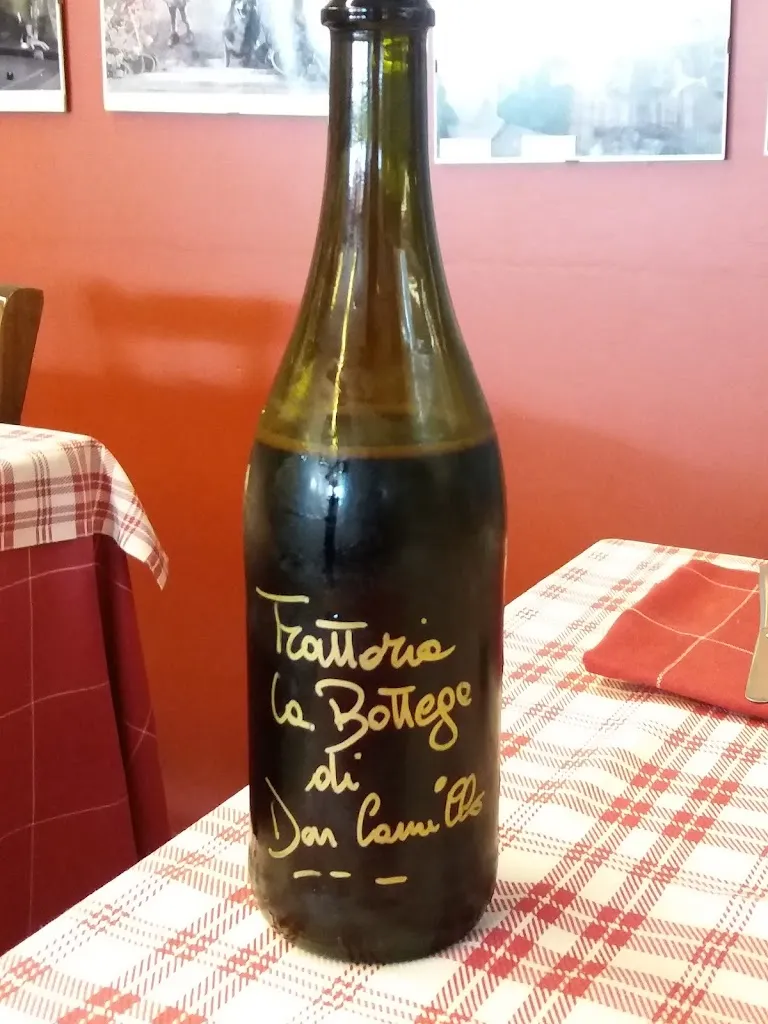 Trattoria
La Bottega
di
Don Camillo